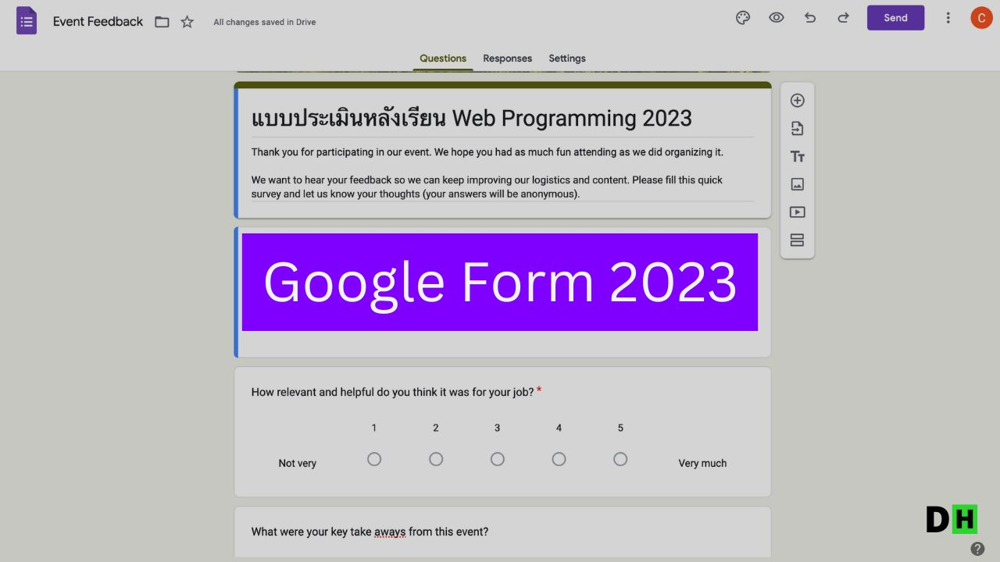 Event Feedback
All changes saved in Drive
Send
C
Questions Responses Settings
แบบประเมินหลังเรียน Web Programming 2023
Thank you for participating in our event. We hope you had as much fun attending as we did organizing it.
We want to hear your feedback so we can keep improving our logistics and content. Please fill this quick
survey and let us know your thoughts (your answers will be anonymous).
Tт
Google Form 2023
How relevant and helpful do you think it was for your job? *
1 2 3 4 5
Not very Very much
What were your key take aways from this event?
DH
?